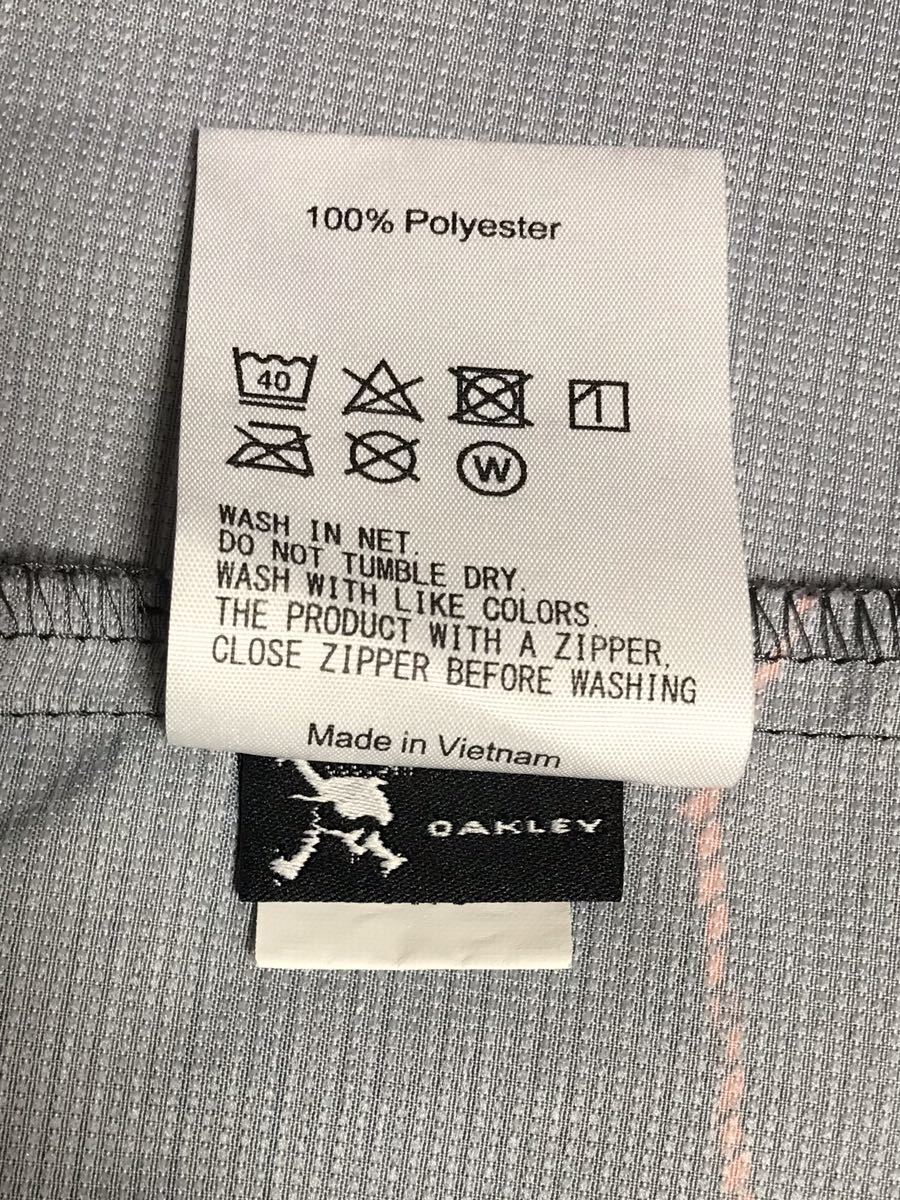 100% Polyester
40
W
WASH IN NET.
DO NOT TUMBLE DRY.
WASH WITH LIKE COLORS.
THE PRODUCT WITH A ZIPPER,
CLOSE ZIPPER BEFORE WASHING
Made in Vietnam
OAKLEY